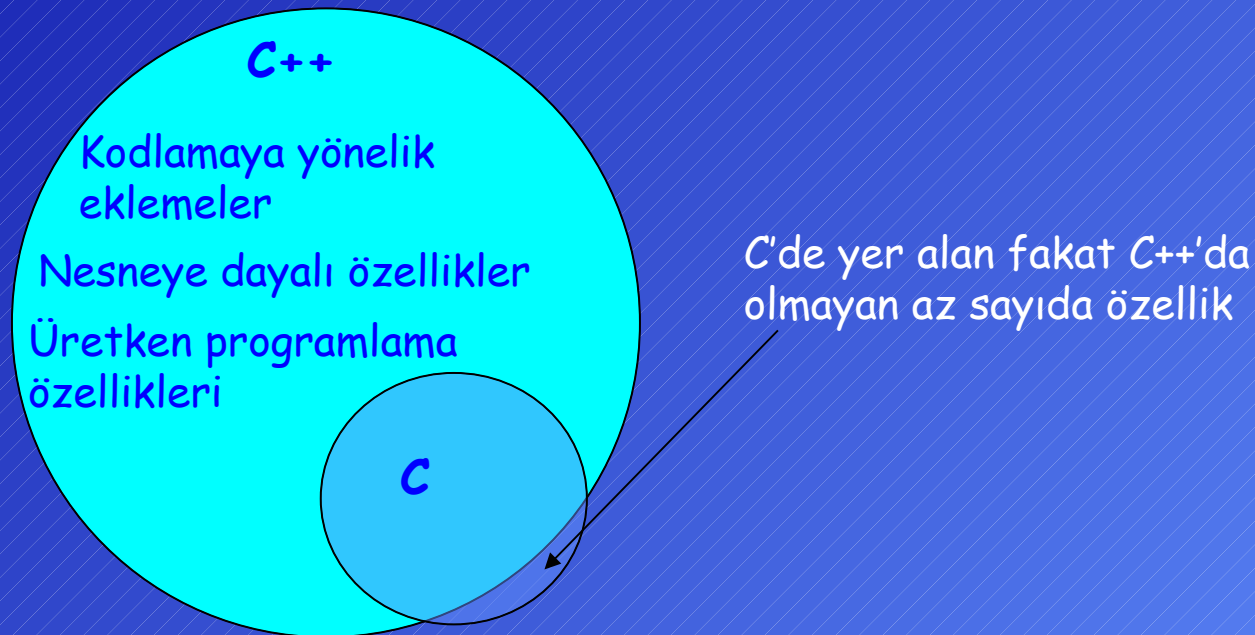 C++
Kodlamaya yönelik
eklemeler
Nesneye dayalı özellikler
Üretken programlama
özellikleri
C
C’de yer alan fakat C++’da
olmayan az sayıda özellik